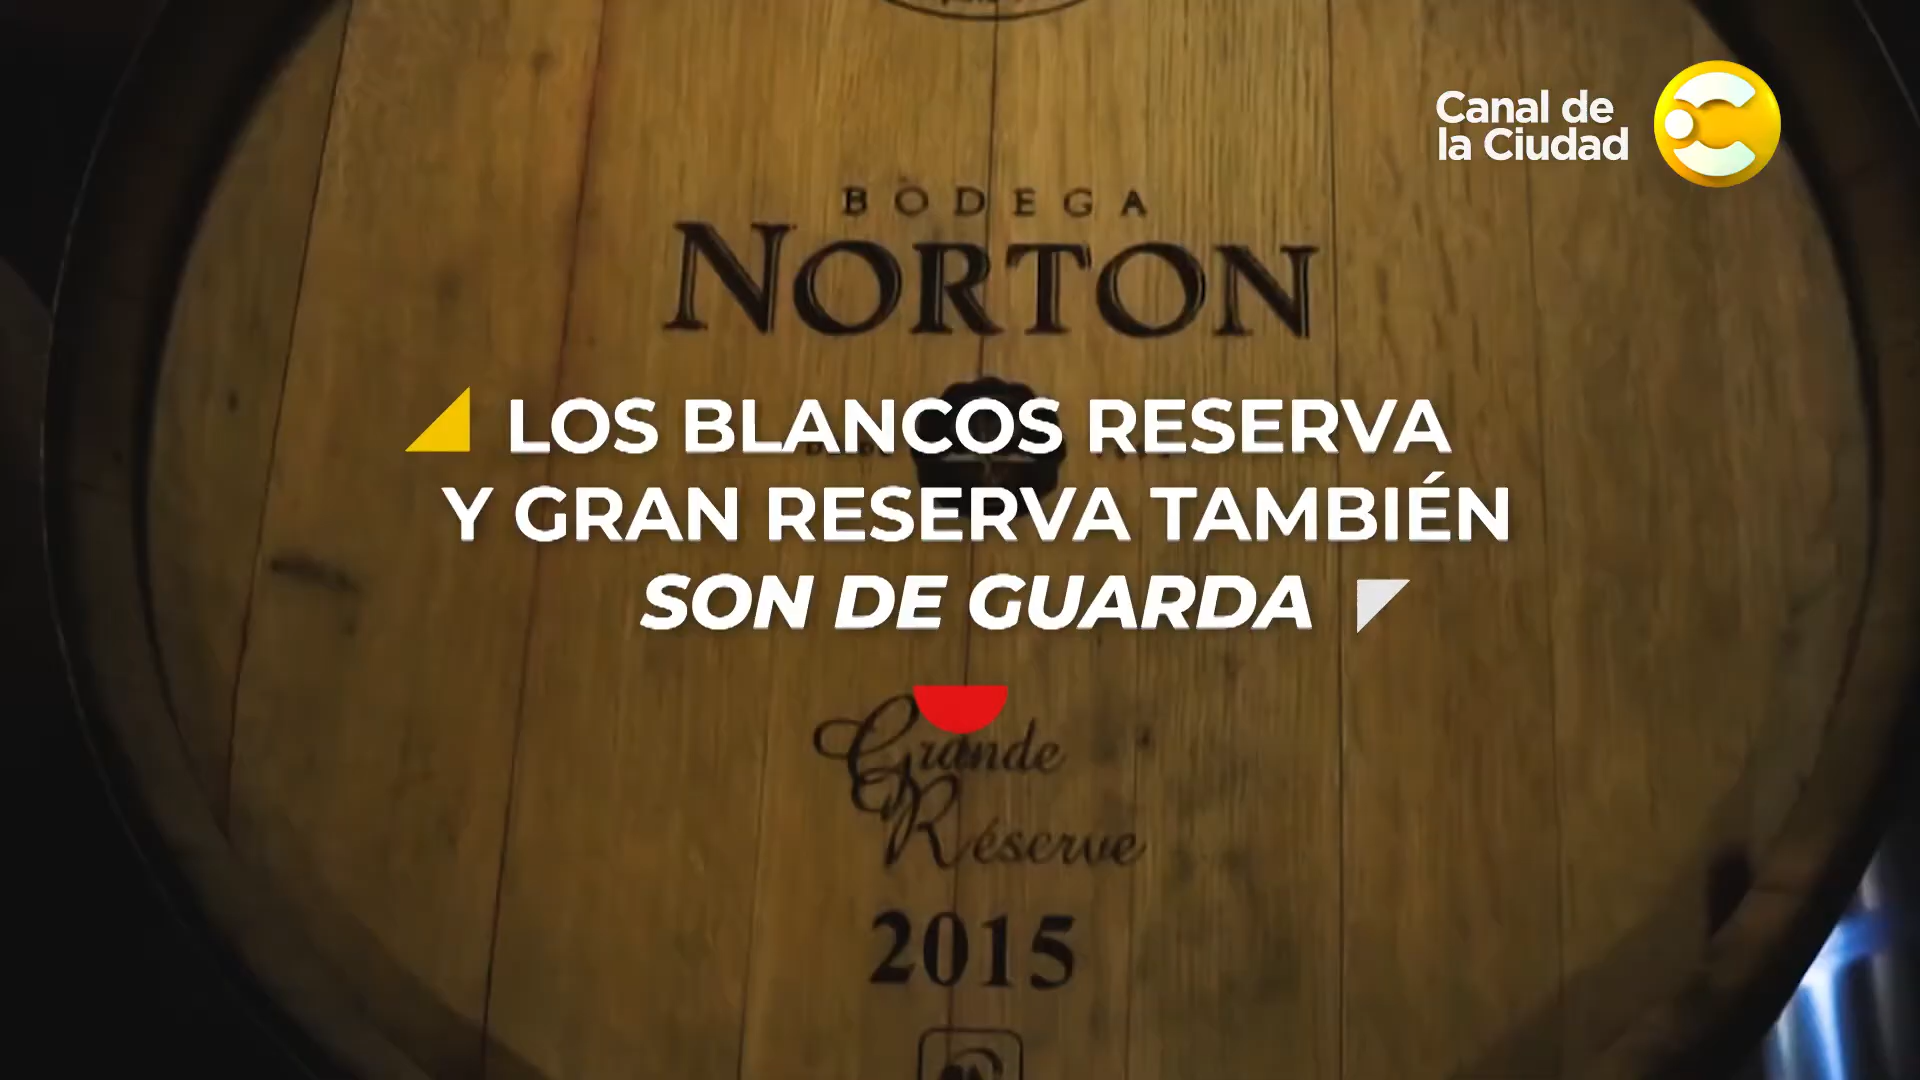 Canal de
la Ciudad
BODEGA
NORTON
LOS BLANCOS RESERVA
Y GRAN RESERVA TAMBIÉN
SON DE GUARDA
Grande
Réserve
2015